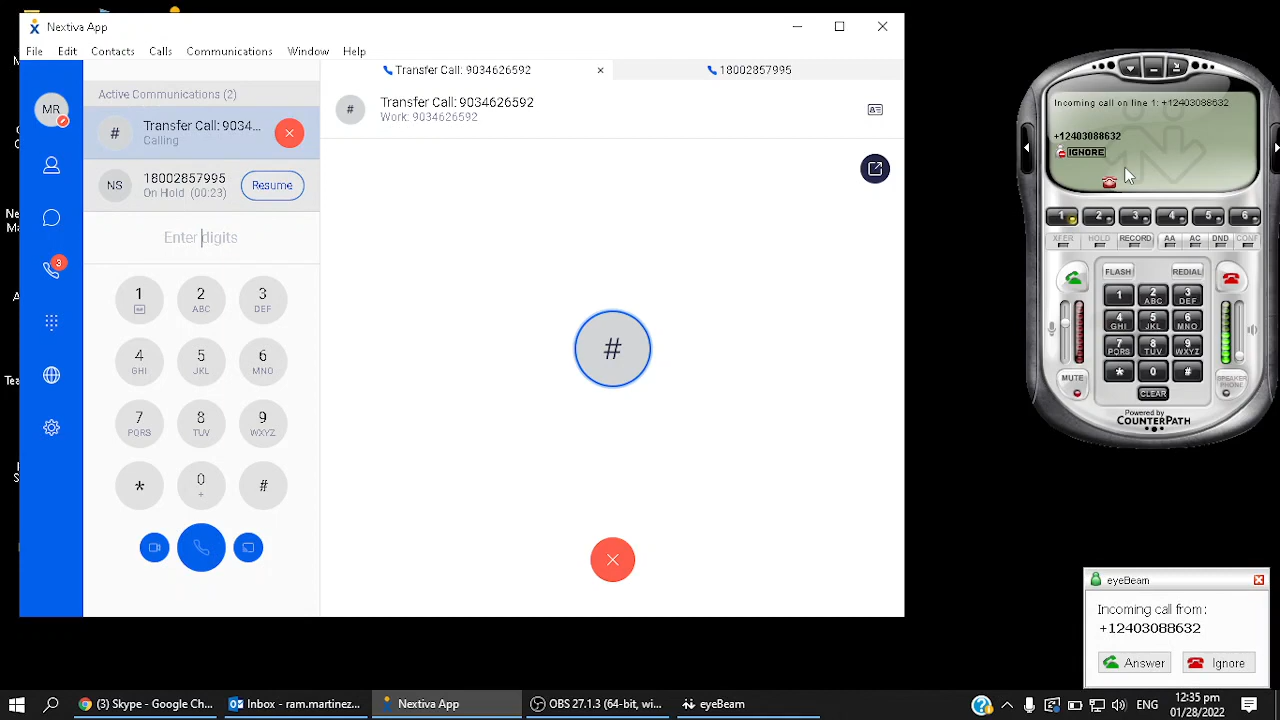 Nextiva App
File Edit Contacts Calls Communications Window Help
Transfer Call: 9034626592
18002857995
MR
Active Communications (2)
# Transfer Call: 9034...
Calling
NS 18002857995
On Hold (00:23)
Resume
Enter digits
3
1
2 ABC
3 DEF
4 GHI
5 JKL
6 MNO
7 PQRS
8 TUV
9 WXYZ
*
0 +
#
# Transfer Call: 9034626592
Work: 9034626592
#
Incoming call on line 1: +12403088632
+12403088632
IGNORE
1 2 3 4 5 6
XFER HOLD RECORD AA AC DND CONF
FLASH REDIAL
1
2 ABC
3 DEF
4 GHI
5 JKL
6 MNO
7 PQRS
8 TUV
9 WXYZ
* 0 #
MUTE
SPEAKER PHONE
CLEAR
Powered by
COUNTERPATH
eyeBeam
Incoming call from:
+12403088632
Answer Ignore
(3) Skype - Google Ch...
Inbox - ram.martinez...
Nextiva App
OBS 27.1.3 (64-bit, wi...
eyeBeam
ENG
12:35 pm
01/28/2022